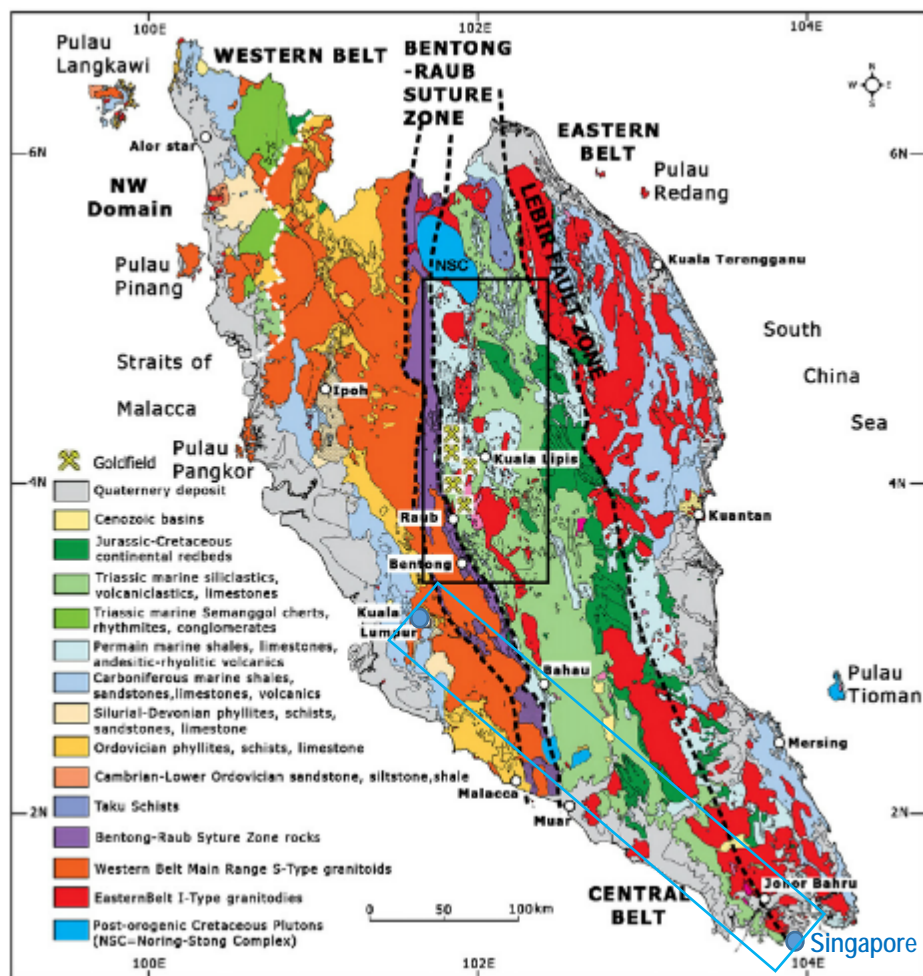 100E
102E
104E
Pulau
Langkawi
WESTERN BELT
BENTONG
-RAUB
SUTURE
ZONE
N
W
E
S
Alor star
6N
6N
EASTERN
BELT
Pulau
Redang
NW
Domain
LEBIR FAULT ZONE
Kuala Terengganu
NSC
Pulau
Pinang
South
China
Sea
Straits of
Malacca
Ipoh
Pulau
Pangkor
Kuala Lipis
4N
4N
Raub
Kuantan
Bentong
Kuala
Lumpur
Bahau
Pulau
Tioman
Mersing
Malacca
Muar
2N
2N
Johor Bahru
CENTRAL
BELT
Singapore
0 50 100km
100E
102E
104E
Goldfield
Quaternery deposit
Cenozoic basins
Jurassic-Cretaceous
continental redbeds
Triassic marine siliclastics,
volcaniclastics, limestones
Triassic marine Semanggol cherts,
rhythmites, conglomerates
Permain marine shales, limestones,
andesitic-rhyolitic volcanics
Carboniferous marine shales,
sandstones,limestones, volcanics
Silurial-Devonian phyllites, schists,
sandstones, limestone
Ordovician phyllites, schists, limestone
Cambrian-Lower Ordovician sandstone, siltstone,shale
Taku Schists
Bentong-Raub Syture Zone rocks
Western Belt Main Range S-Type granitoids
EasternBelt I-Type granitodies
Post-orogenic Cretaceous Plutons
(NSC=Noring-Stong Complex)